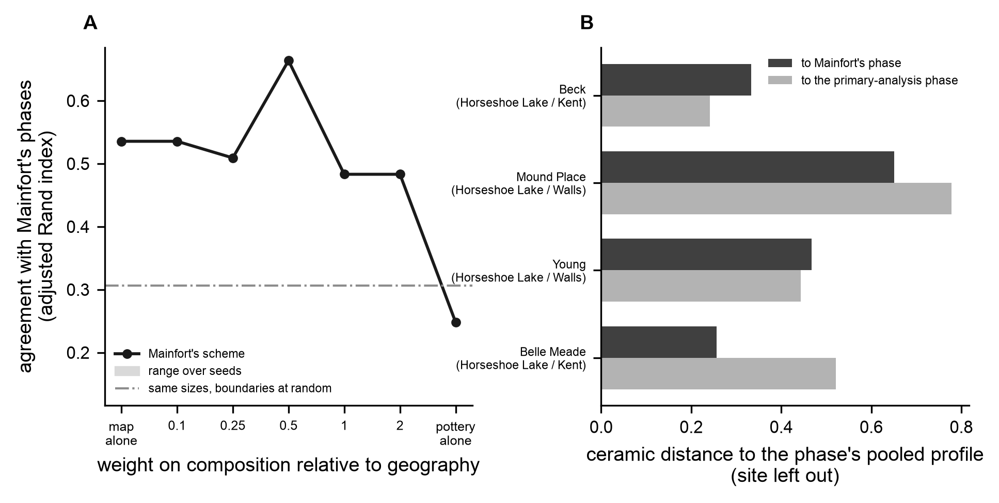 A
agreement with Mainfort's phases
(adjusted Rand index)
0.6
0.5
0.4
0.3
0.2
Mainfort's scheme
range over seeds
same sizes, boundaries at random
map
alone
0.1
0.25
0.5
1
2
pottery
alone
weight on composition relative to geography
B
to Mainfort's phase
to the primary-analysis phase
Beck
(Horseshoe Lake / Kent)
Mound Place
(Horseshoe Lake / Walls)
Young
(Horseshoe Lake / Walls)
Belle Meade
(Horseshoe Lake / Kent)
0.0
0.2
0.4
0.6
0.8
ceramic distance to the phase's pooled profile
(site left out)